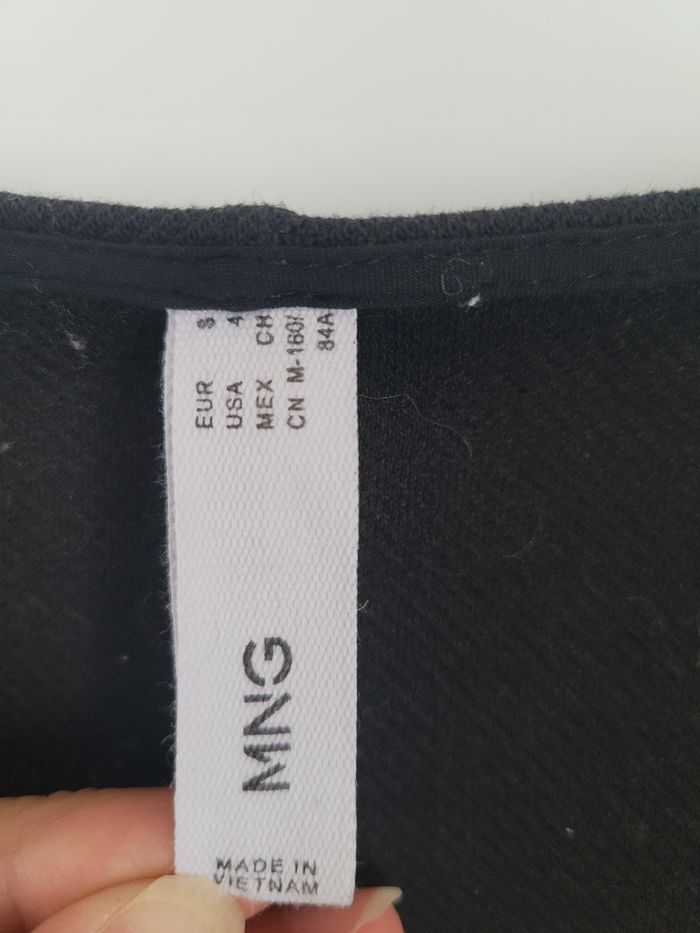 EUR S
USA 4
MEX CH
CN M-160/
84A
MNG
MADE IN
VIETNAM